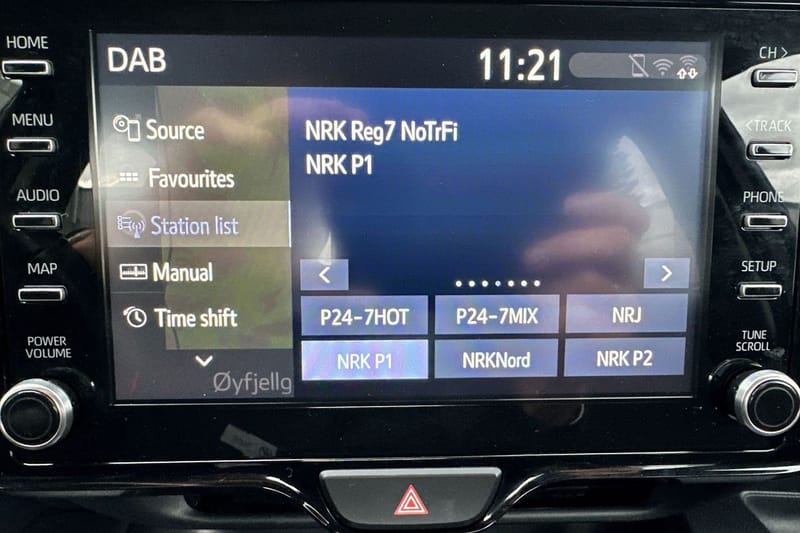 HOME
MENU
AUDIO
MAP
POWER
VOLUME
DAB
11:21
Source
Favourites
Station list
Manual
Time shift
Øyfjellg
NRK Reg7 NoTrFi
NRK P1
<
>
P24-7HOT
P24-7MIX
NRJ
NRK P1
NRKNord
NRK P2
CH >
<TRACK
PHONE
SETUP
TUNE
SCROLL